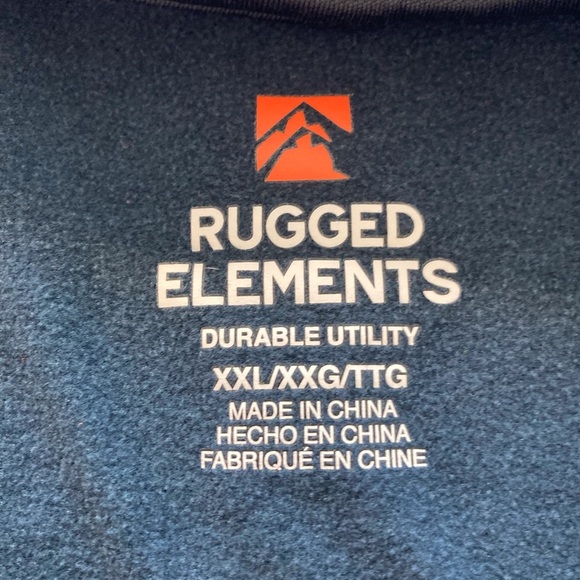 RUGGED
ELEMENTS
DURABLE UTILITY
XXL/XXG/TTG
MADE IN CHINA
HECHO EN CHINA
FABRIQUÉ EN CHINE